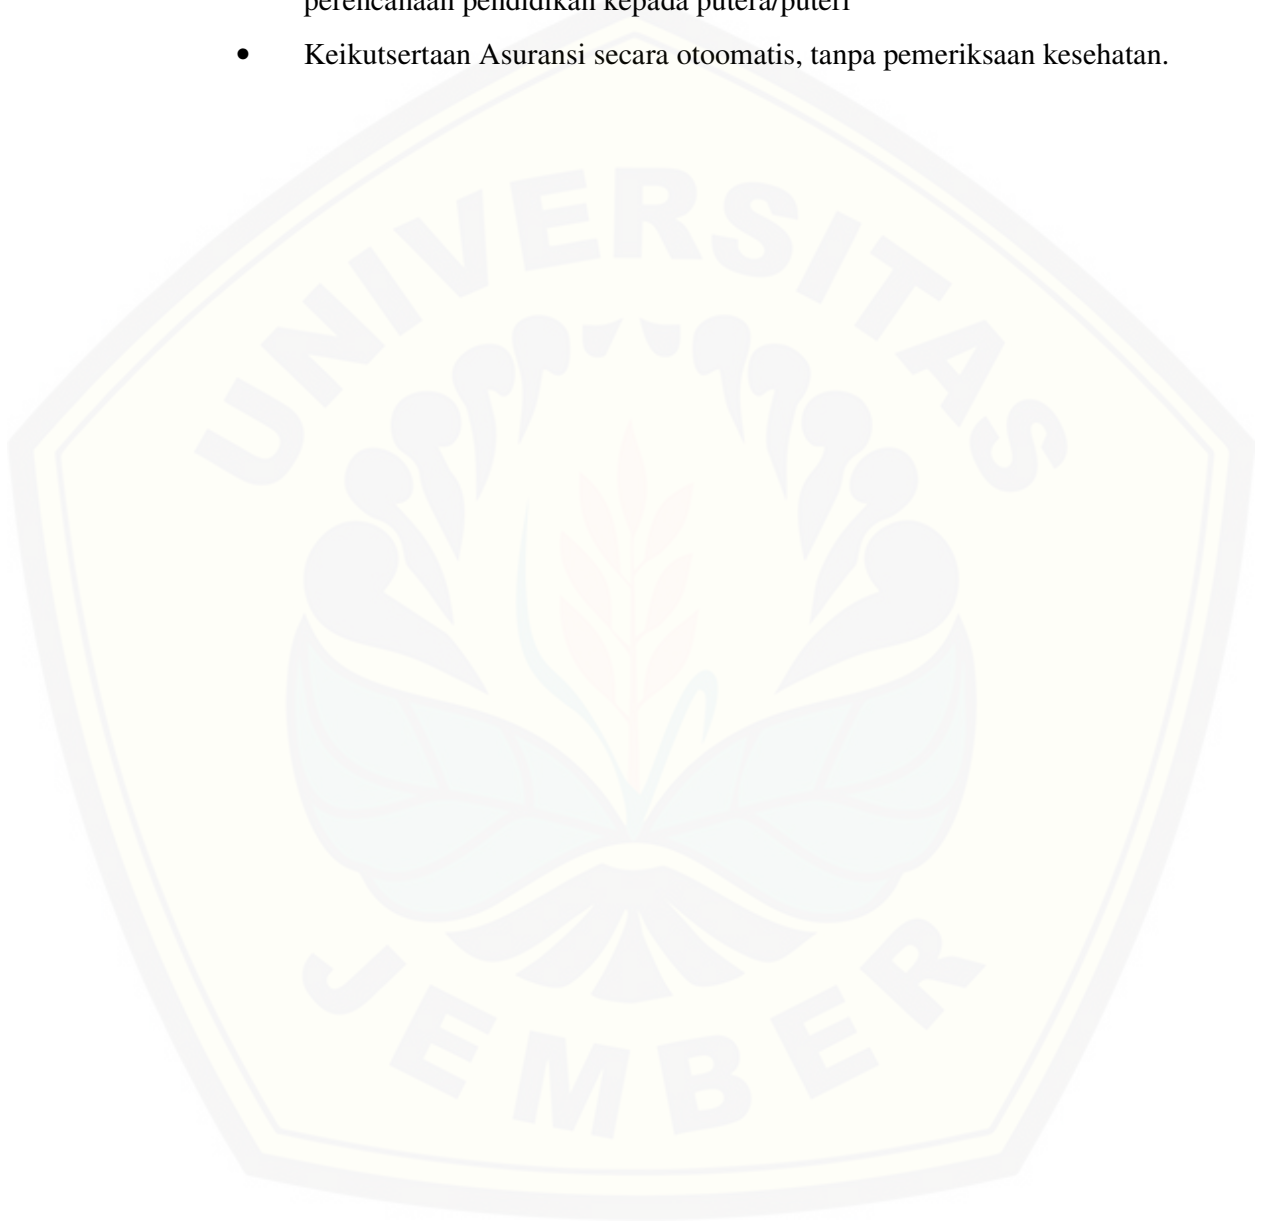 perencanaan pendidikan kepada putera/puteri
• Keikutsertaan Asuransi secara otoomatis, tanpa pemeriksaan kesehatan.
UNIVERSITAS
JEMBER